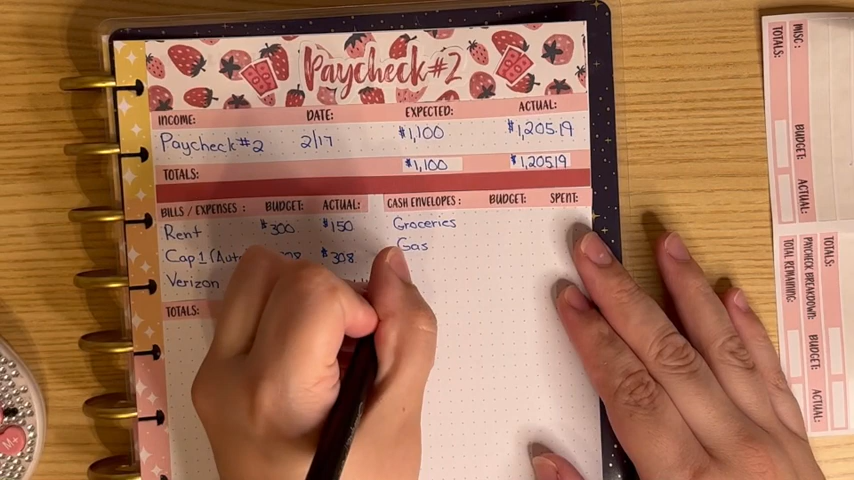 Paycheck #2
INCOME: DATE: EXPECTED: ACTUAL:
Paycheck #2 2/17 $1,100 $1,205.19
TOTALS: $1,100 $1,205.19
BILLS / EXPENSES : BUDGET: ACTUAL: CASH ENVELOPES : BUDGET: SPENT:
Rent $300 $150 Groceries
Cap 1 $308 Gas
Verizon
TOTALS:
MISC : BUDGET: ACTUAL:
TOTALS:
TOTALS:
PAYCHECK BREAKDOWN: BUDGET: ACTUAL:
TOTAL REMAINING:
M+